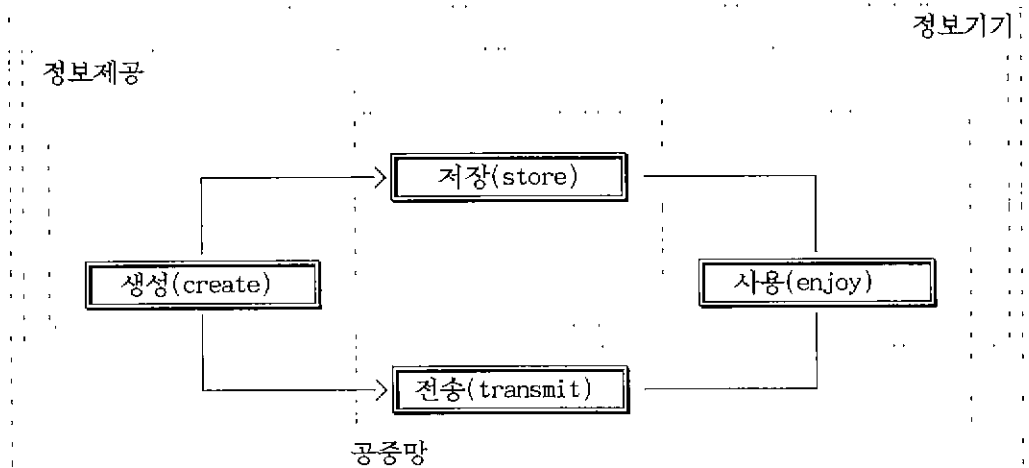 정보기기
정보제공
저장(store)
생성(create)
사용(enjoy)
전송(transmit)
공중망